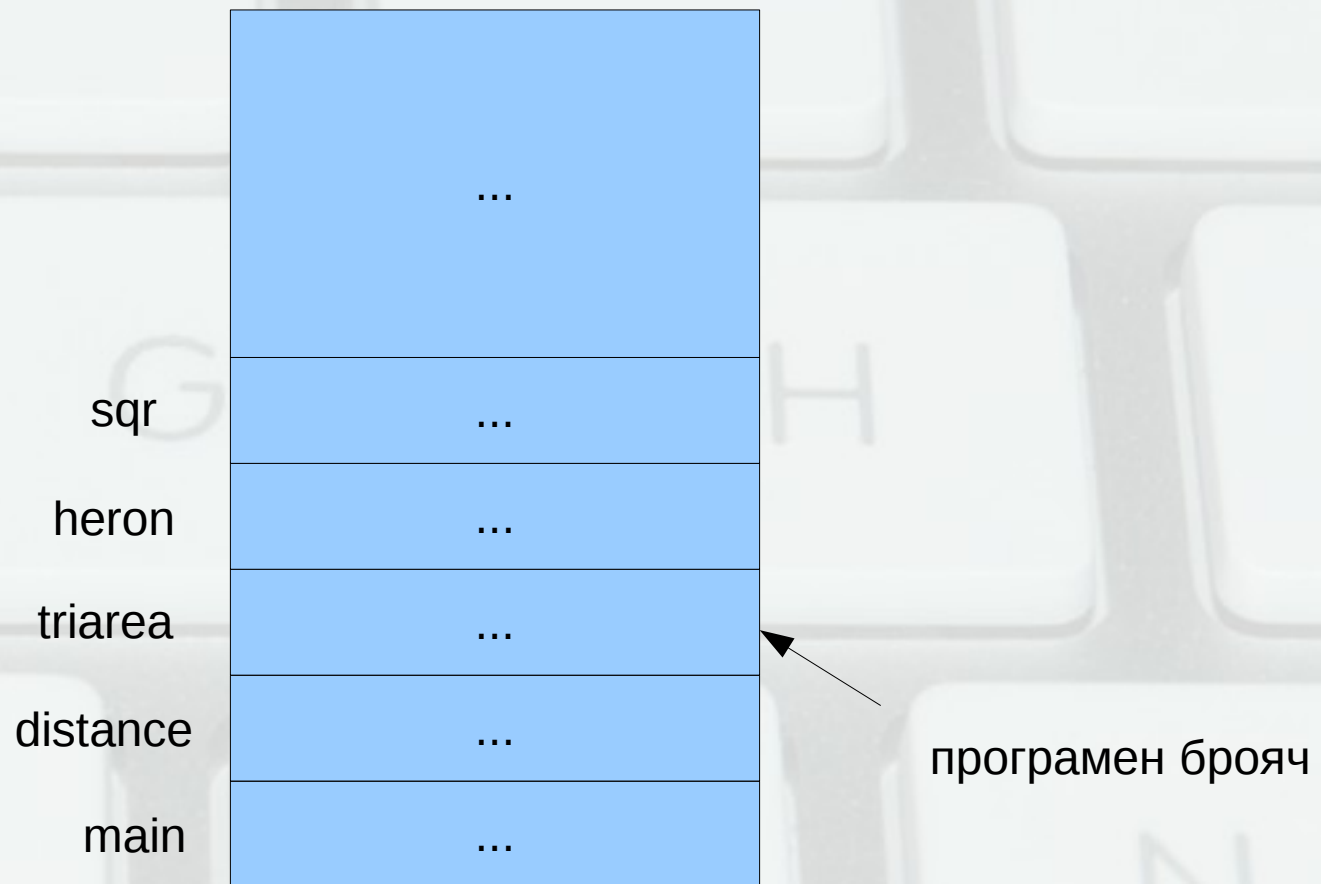 ...
sqr ...
heron ...
triarea ...
distance ...
програмен брояч
main ...
G
H
N